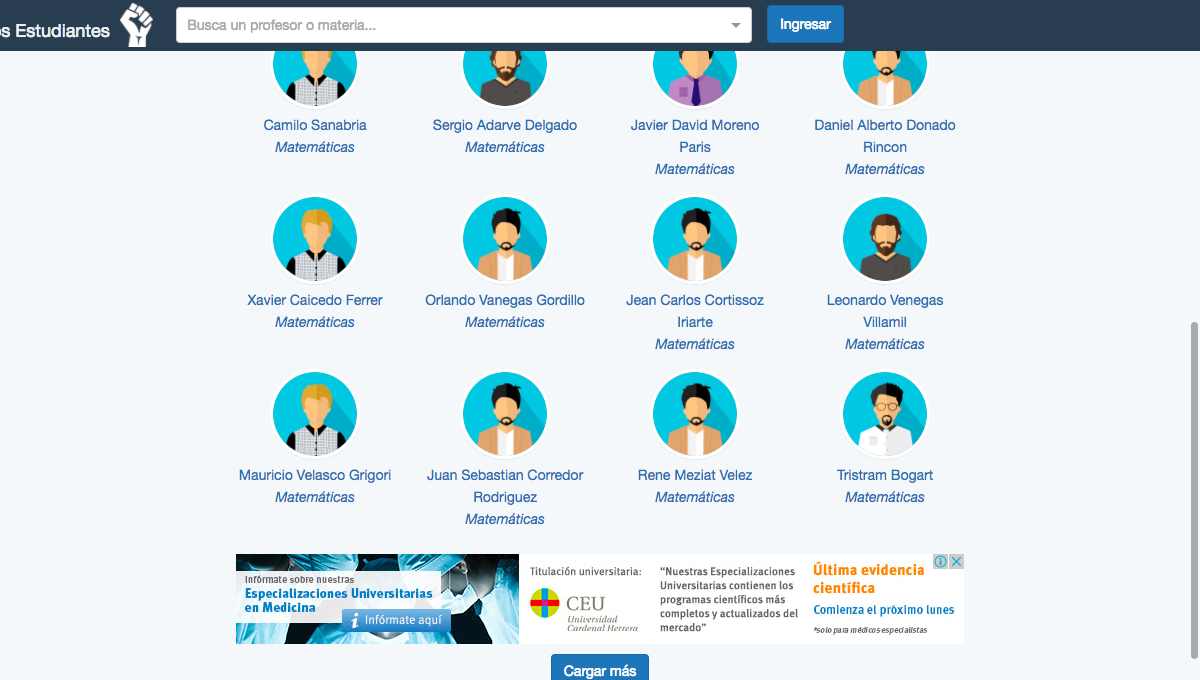 s Estudiantes
Busca un profesor o materia...
Ingresar
Camilo Sanabria
Matemáticas
Sergio Adarve Delgado
Matemáticas
Javier David Moreno
Paris
Matemáticas
Daniel Alberto Donado
Rincon
Matemáticas
Xavier Caicedo Ferrer
Matemáticas
Orlando Vanegas Gordillo
Matemáticas
Jean Carlos Cortissoz
Iriarte
Matemáticas
Leonardo Venegas
Villamil
Matemáticas
Mauricio Velasco Grigori
Matemáticas
Juan Sebastian Corredor
Rodriguez
Matemáticas
Rene Meziat Velez
Matemáticas
Tristram Bogart
Matemáticas
Infórmate sobre nuestras
Especializaciones Universitarias
en Medicina
i Infórmate aquí
Titulación universitaria:
CEU
Universidad
Cardenal Herrera
“Nuestras Especializaciones
Universitarias contienen los
programas científicos más
completos y actualizados del
mercado”
Última evidencia
científica
Comienza el próximo lunes
*solo para médicos especialistas
Cargar más